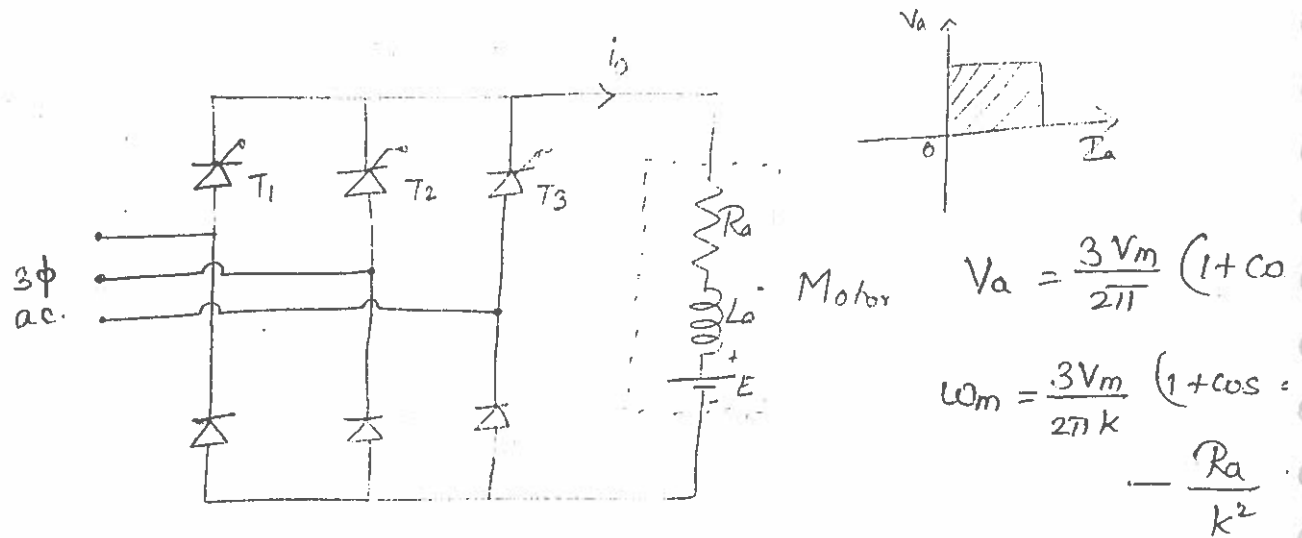 Va
i₀
0
Ia
T1
T2
T3
Ra
3ϕ
ac.
La
Motor
+
E
-
Va = 3Vm/2π (1+co
ωm = 3Vm/2πk (1+cos
- Ra/k²